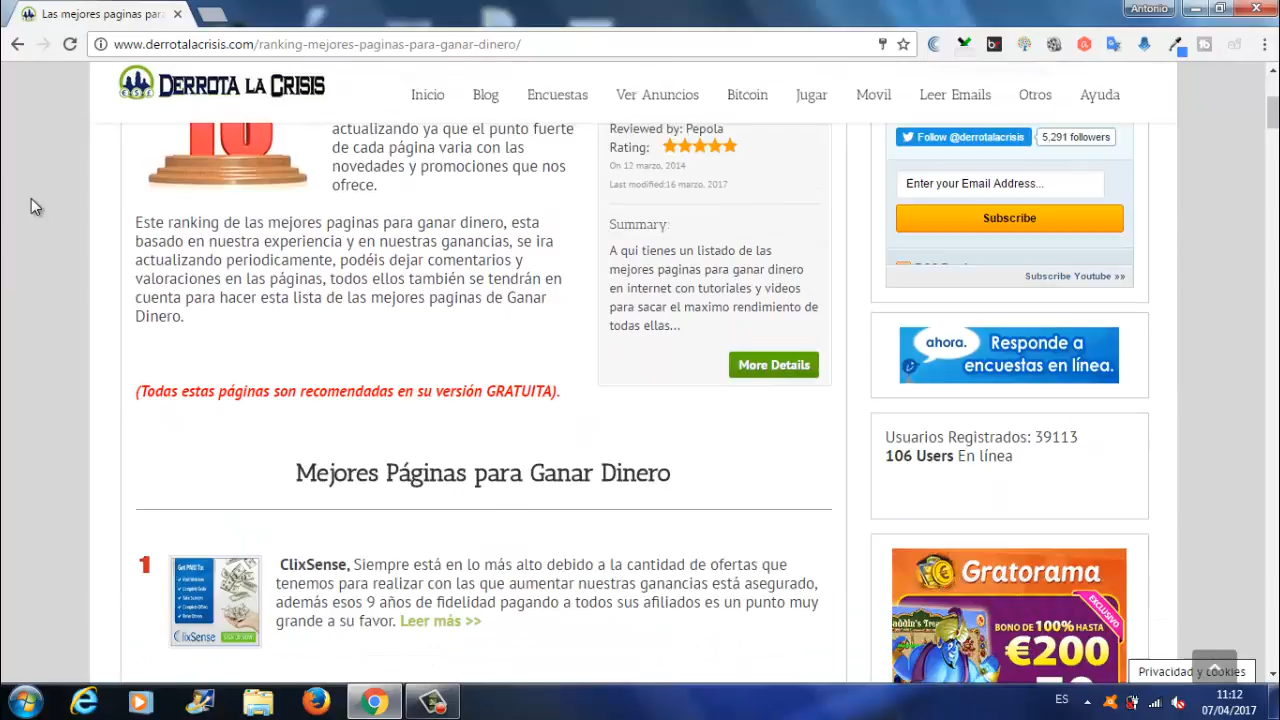 Las mejores paginas para
Antonio
www.derrotalacrisis.com/ranking-mejores-paginas-para-ganar-dinero/
DERROTA LA CRISIS
Inicio
Blog
Encuestas
Ver Anuncios
Bitcoin
Jugar
Movil
Leer Emails
Otros
Ayuda
10
actualizando ya que el punto fuerte
de cada página varia con las
novedades y promociones que nos
ofrece.
Este ranking de las mejores paginas para ganar dinero, esta
basado en nuestra experiencia y en nuestras ganancias, se ira
actualizando periodicamente, podéis dejar comentarios y
valoraciones en las páginas, todos ellos también se tendrán en
cuenta para hacer esta lista de las mejores paginas de Ganar
Dinero.
(Todas estas páginas son recomendadas en su versión GRATUITA).
Reviewed by: Pepola
Rating:
On 12 marzo, 2014
Last modified:16 marzo, 2017
Summary:
A qui tienes un listado de las
mejores paginas para ganar dinero
en internet con tutoriales y videos
para sacar el maximo rendimiento de
todas ellas...
More Details
Mejores Páginas para Ganar Dinero
1
ClixSense
ClixSense, Siempre está en lo más alto debido a la cantidad de ofertas que
tenemos para realizar con las que aumentar nuestras ganancias está asegurado,
además esos 9 años de fidelidad pagando a todos sus afiliados es un punto muy
grande a su favor. Leer más >>
Follow @derrotalacrisis
5,291 followers
Enter your Email Address...
Subscribe
Subscribe Youtube »»
ahora.
Responde a
encuestas en línea.
Usuarios Registrados: 39113
106 Users En línea
Gratorama
EXCLUSIVO
BONO DE 100% HASTA
€200
Privacidad y cookies
ES
11:12
07/04/2017